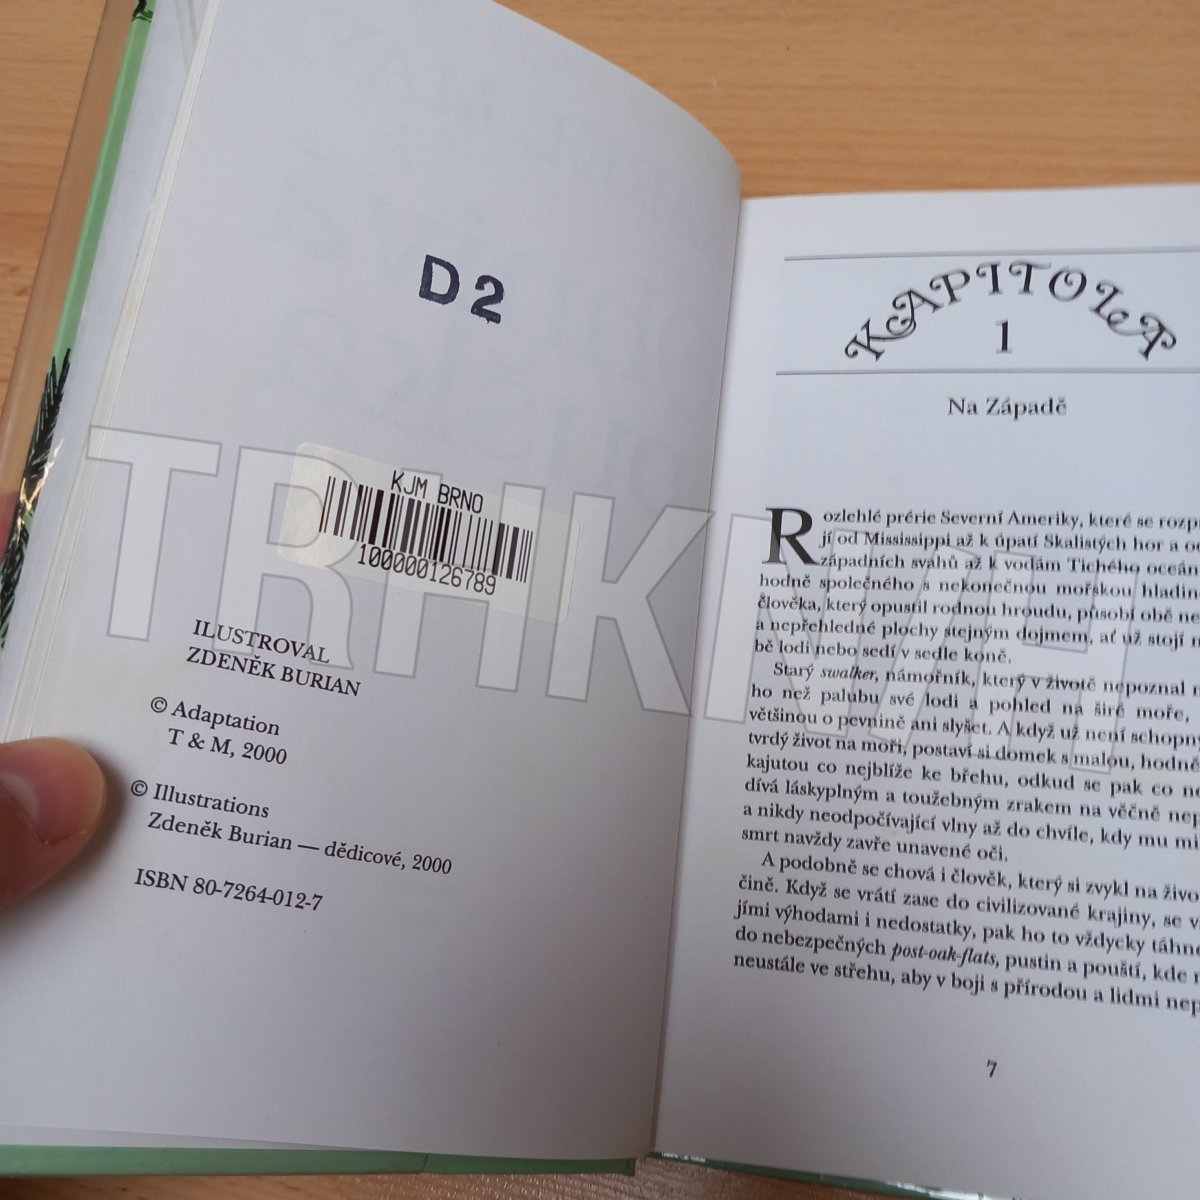 D 2
KJM BRNO
100000126789
ILUSTROVAL
ZDENĚK BURIAN
© Adaptation
T & M, 2000
© Illustrations
Zdeněk Burian — dědicové, 2000
ISBN 80-7264-012-7
KAPITOLA
1
Na Západě
Rozlehlé prérie Severní Ameriky, které se rozp
jí od Mississippi až k úpatí Skalistých hor a o
západních svahů až k vodám Tichého oceán
hodně společného s nekonečnou mořskou hladin
člověka, který opustil rodnou hroudu, působí obě ne
a nepřehledné plochy stejným dojmem, ať už stojí n
bě lodi nebo sedí v sedle koně.
Starý swalker, námořník, který v životě nepoznal n
ho než palubu své lodi a pohled na širé moře,
většinou o pevnině ani slyšet. A když už není schopný
tvrdý život na moři, postaví si domek s malou, hodně
kajutou co nejblíže ke břehu, odkud se pak co ne
dívá láskyplným a toužebným zrakem na věčně nep
a nikdy neodpočívající vlny až do chvíle, kdy mu mi
smrt navždy zavře unavené oči.
A podobně se chová i člověk, který si zvykl na živo
čině. Když se vrátí zase do civilizované krajiny, se v
jími výhodami i nedostatky, pak ho to vždycky táhne
do nebezpečných post-oak-flats, pustin a pouští, kde
neustále ve střehu, aby v boji s přírodou a lidmi nep
7
TRHKNIH